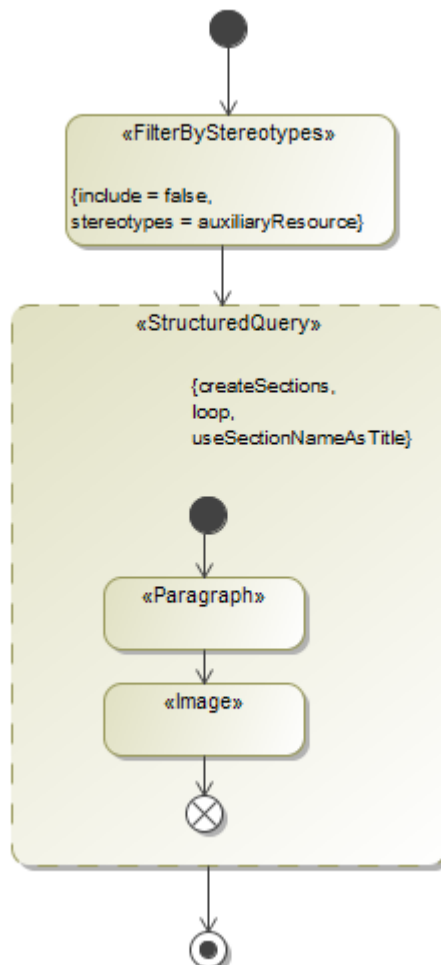 «FilterByStereotypes»
{include = false,
stereotypes = auxiliaryResource}
«StructuredQuery»
{createSections,
loop,
useSectionNameAsTitle}
«Paragraph»
«Image»